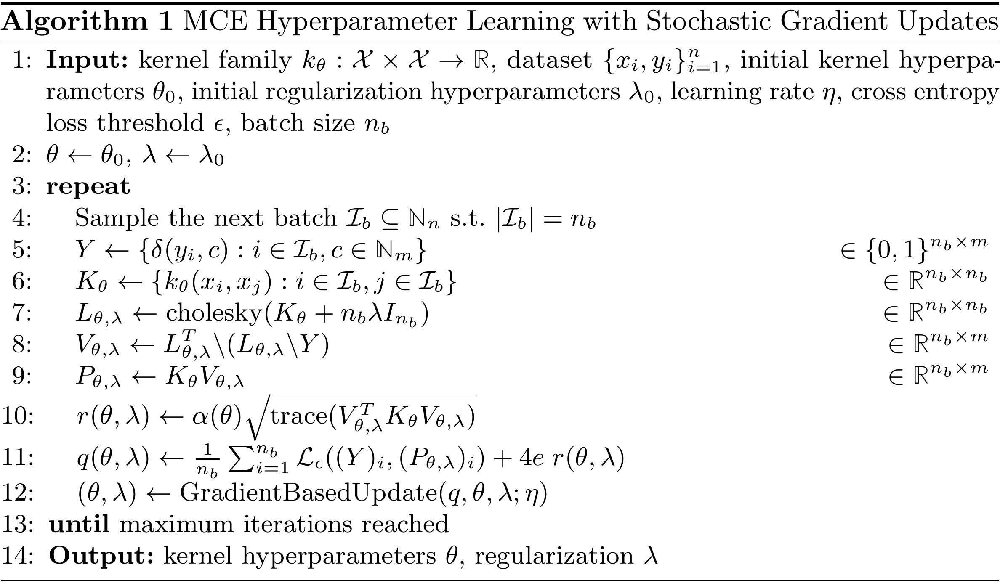 Algorithm 1 MCE Hyperparameter Learning with Stochastic Gradient Updates
1: Input: kernel family $k_\theta : \mathcal{X} \times \mathcal{X} \to \mathbb{R}$, dataset $\{x_i, y_i\}_{i=1}^{n}$, initial kernel hyperpa-
rameters $\theta_0$, initial regularization hyperparameters $\lambda_0$, learning rate $\eta$, cross entropy
loss threshold $\epsilon$, batch size $n_b$
2: $\theta \leftarrow \theta_0$, $\lambda \leftarrow \lambda_0$
3: repeat
4: Sample the next batch $\mathcal{I}_b \subseteq \mathbb{N}_n$ s.t. $|\mathcal{I}_b| = n_b$
5: $Y \leftarrow \{\delta(y_i, c) : i \in \mathcal{I}_b, c \in \mathbb{N}_m\}$ $\in \{0, 1\}^{n_b \times m}$
6: $K_\theta \leftarrow \{k_\theta(x_i, x_j) : i \in \mathcal{I}_b, j \in \mathcal{I}_b\}$ $\in \mathbb{R}^{n_b \times n_b}$
7: $L_{\theta,\lambda} \leftarrow \text{cholesky}(K_\theta + n_b \lambda I_{n_b})$ $\in \mathbb{R}^{n_b \times n_b}$
8: $V_{\theta,\lambda} \leftarrow L_{\theta,\lambda}^T \backslash (L_{\theta,\lambda} \backslash Y)$ $\in \mathbb{R}^{n_b \times m}$
9: $P_{\theta,\lambda} \leftarrow K_\theta V_{\theta,\lambda}$ $\in \mathbb{R}^{n_b \times m}$
10: $r(\theta, \lambda) \leftarrow \alpha(\theta) \sqrt{\text{trace}(V_{\theta,\lambda}^T K_\theta V_{\theta,\lambda})}$
11: $q(\theta, \lambda) \leftarrow \frac{1}{n_b} \sum_{i=1}^{n_b} \mathcal{L}_\epsilon((Y)_i, (P_{\theta,\lambda})_i) + 4e \; r(\theta, \lambda)$
12: $(\theta, \lambda) \leftarrow \text{GradientBasedUpdate}(q, \theta, \lambda; \eta)$
13: until maximum iterations reached
14: Output: kernel hyperparameters $\theta$, regularization $\lambda$